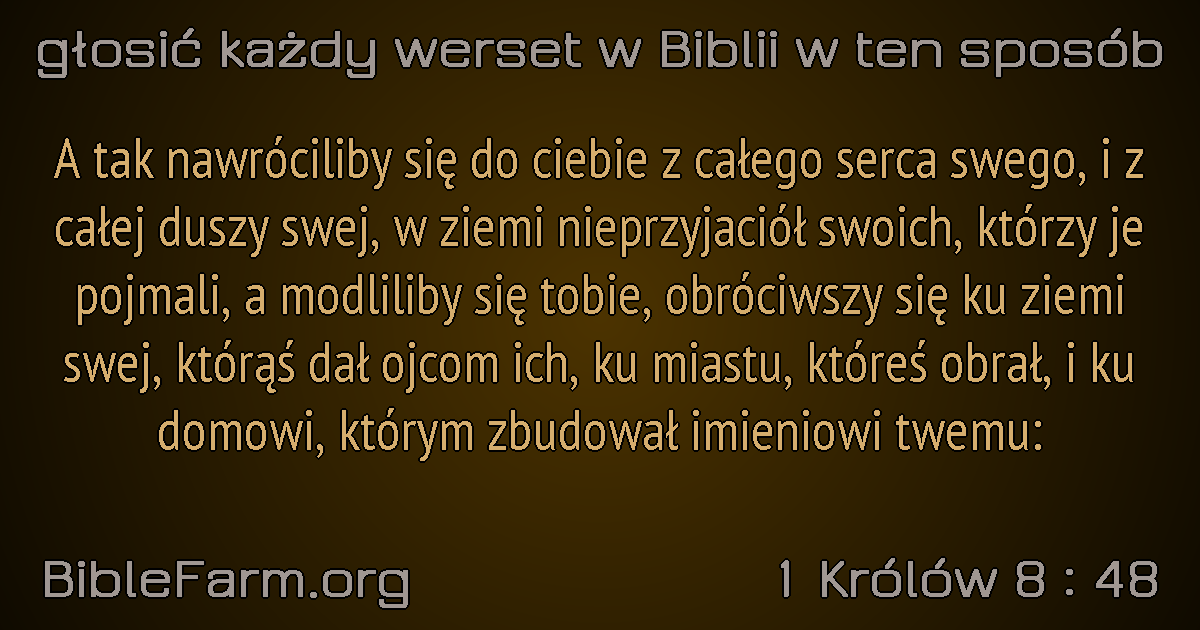 głosić każdy werset w Biblii w ten sposób
A tak nawróciliby się do ciebie z całego serca swego, i z
całej duszy swej, w ziemi nieprzyjaciół swoich, którzy je
pojmali, a modliliby się tobie, obróciwszy się ku ziemi
swej, którąś dał ojcom ich, ku miastu, któreś obrał, i ku
domowi, którym zbudował imieniowi twemu:
BibleFarm.org
1 Królów 8 : 48